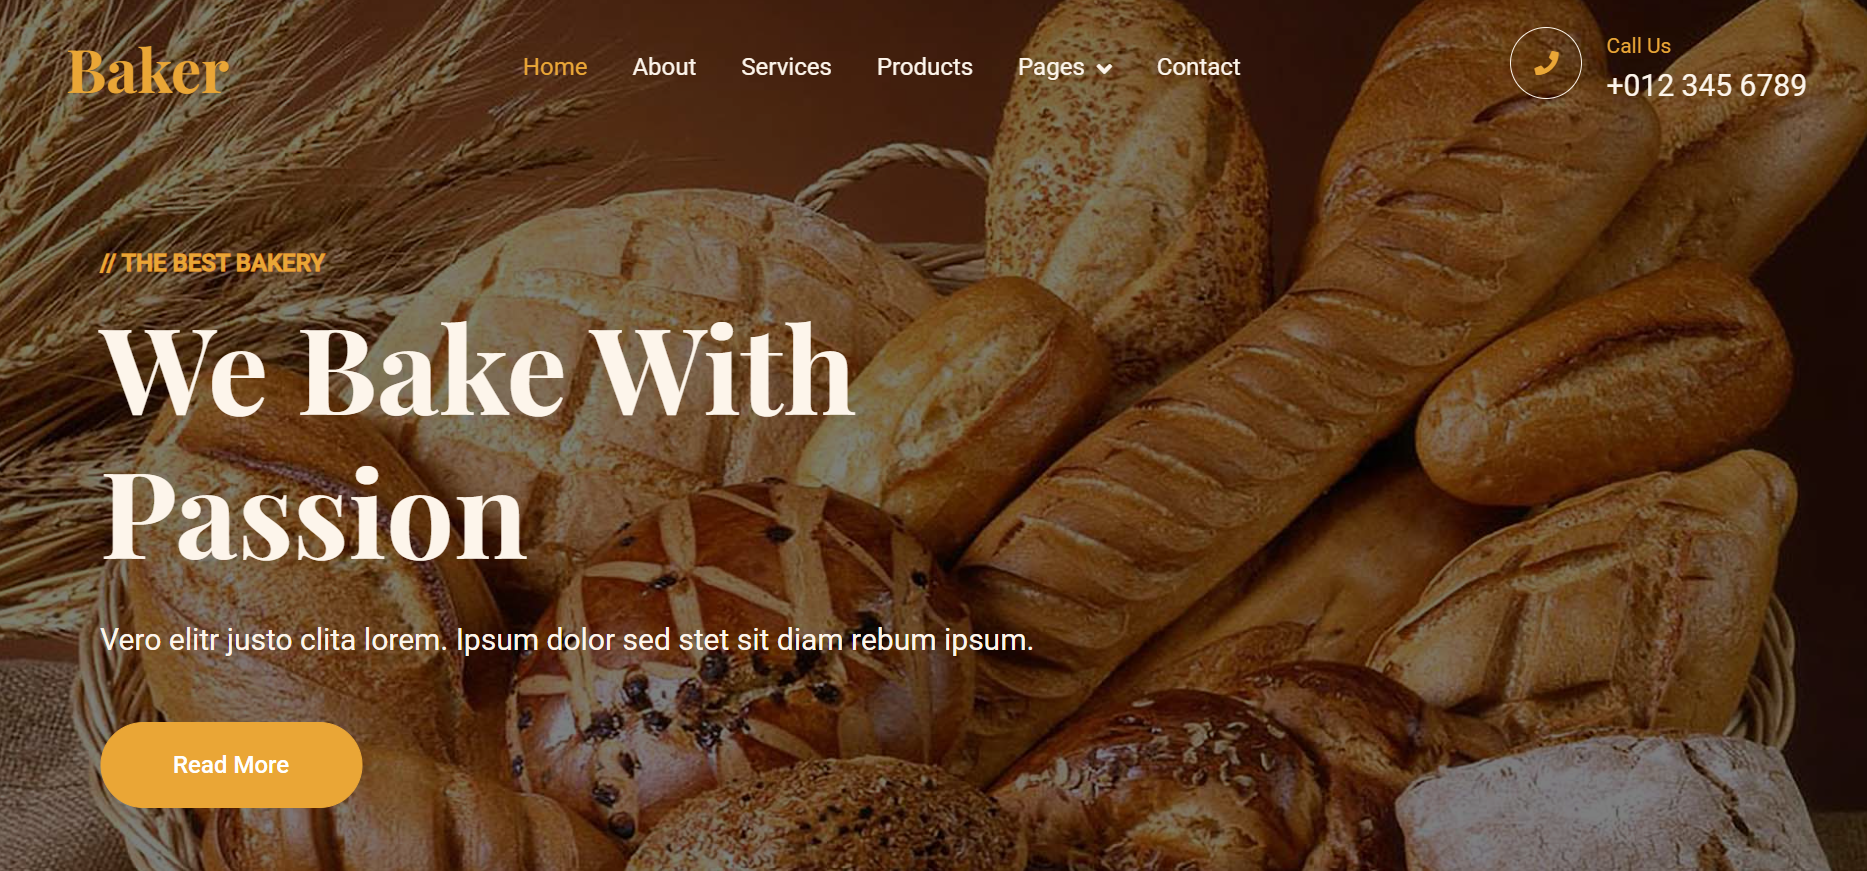 Baker
Home About Services Products Pages Contact
Call Us
+012 345 6789
// THE BEST BAKERY
We Bake With
Passion
Vero elitr justo clita lorem. Ipsum dolor sed stet sit diam rebum ipsum.
Read More